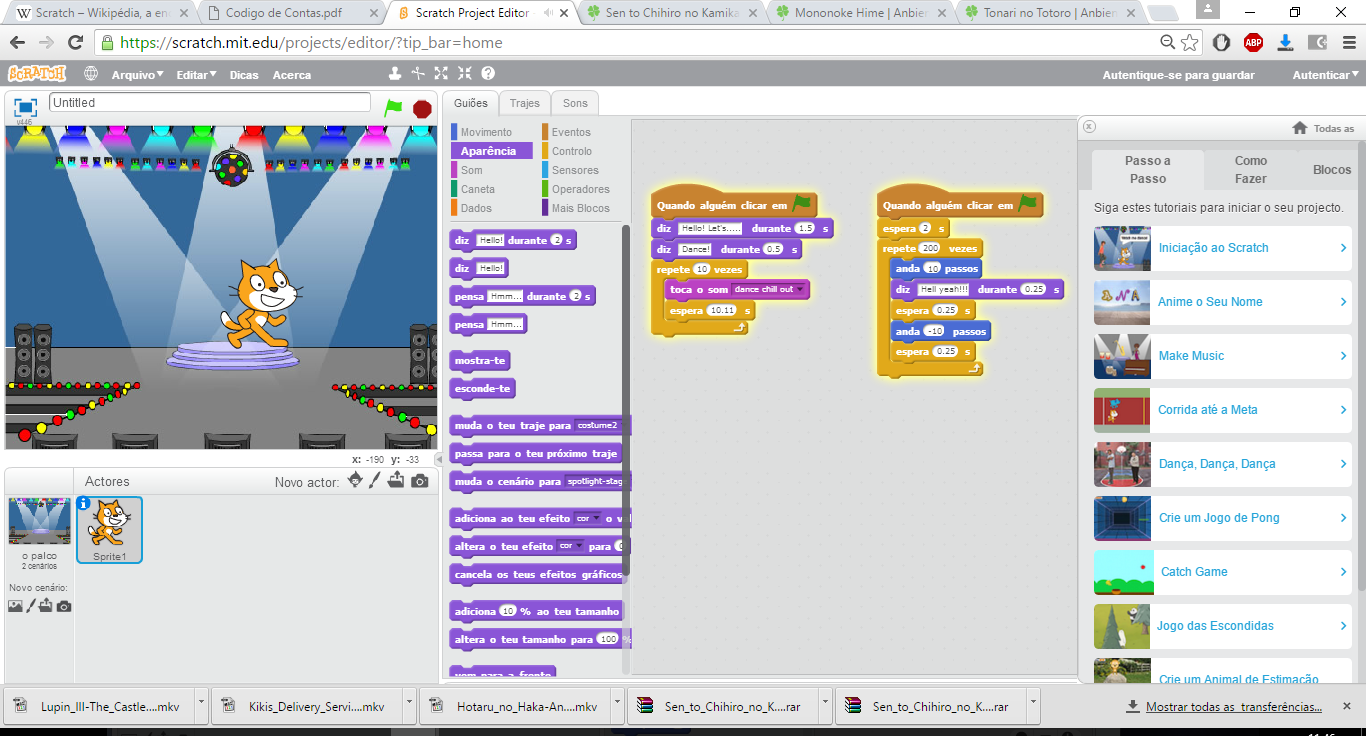 Scratch – Wikipédia, a en
Codigo de Contas.pdf
Scratch Project Editor -
Sen to Chihiro no Kamika
Mononoke Hime | Anbien
Tonari no Totoro | Anbien
https://scratch.mit.edu/projects/editor/?tip_bar=home
ABP
SCRATCH
Arquivo▼ Editar▼ Dicas Acerca
Autentique-se para guardar
Autenticar▼
v446
Untitled
Guiões Trajes Sons
Movimento
Aparência
Som
Caneta
Dados
Eventos
Controlo
Sensores
Operadores
Mais Blocos
diz Hello! durante 2 s
diz Hello!
pensa Hmm... durante 2 s
pensa Hmm...
mostra-te
esconde-te
muda o teu traje para costume2
passa para o teu próximo traje
muda o cenário para spotlight-stag
adiciona ao teu efeito cor o v
altera o teu efeito cor para
cancela os teus efeitos gráficos
adiciona 10 % ao teu tamanho
altera o teu tamanho para 100 %
vem para a frente
Quando alguém clicar em
diz Hello! Let's..... durante 1.5 s
diz Dance! durante 0.5 s
repete 10 vezes
toca o som dance chill out
espera 10.11 s
Quando alguém clicar em
espera 2 s
repete 200 vezes
anda 10 passos
diz Hell yeah!!! durante 0.25 s
espera 0.25 s
anda -10 passos
espera 0.25 s
x: -190 y: -33
Actores
Novo actor:
o palco
2 cenários
Novo cenário:
Sprite1
Todas as
Passo a Passo
Como Fazer
Blocos
Siga estes tutoriais para iniciar o seu projecto.
Iniciação ao Scratch
Anime o Seu Nome
Make Music
Corrida até a Meta
Dança, Dança, Dança
Crie um Jogo de Pong
Catch Game
Jogo das Escondidas
Crie um Animal de Estimação
Lupin_III-The_Castle....mkv
Kikis_Delivery_Servi....mkv
Hotaru_no_Haka-An....mkv
Sen_to_Chihiro_no_K....rar
Sen_to_Chihiro_no_K....rar
Mostrar todas as transferências...